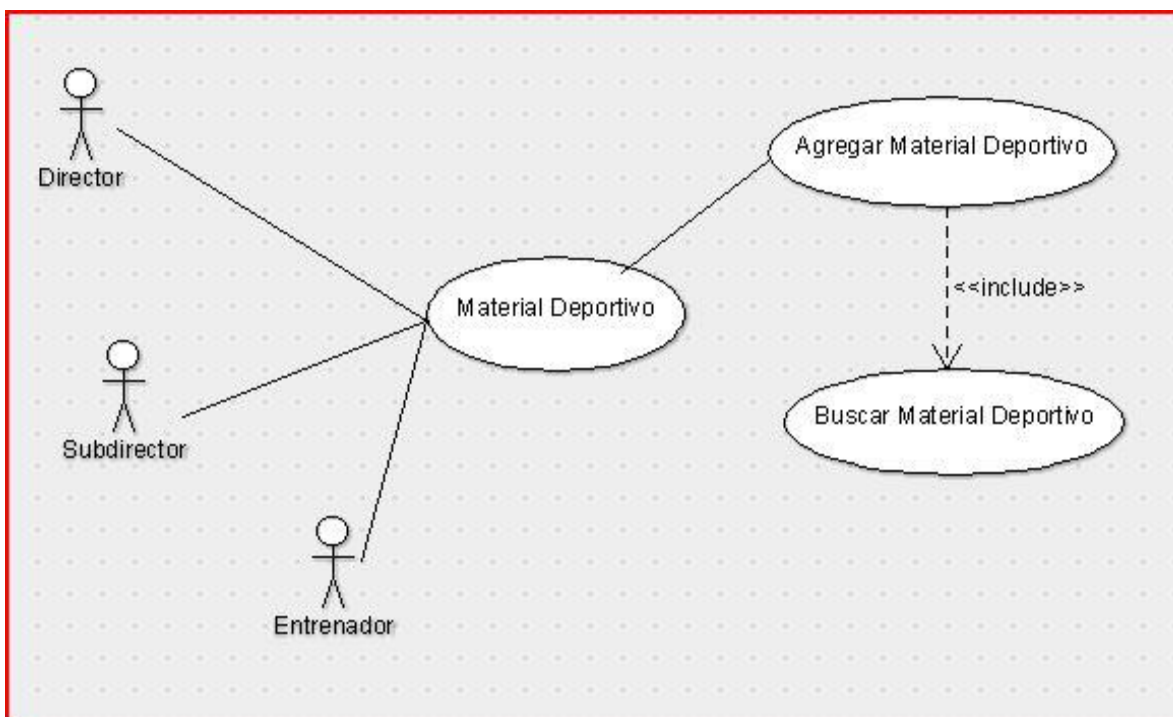 Director
Agregar Material Deportivo
Material Deportivo
<<include>>
Buscar Material Deportivo
Subdirector
Entrenador